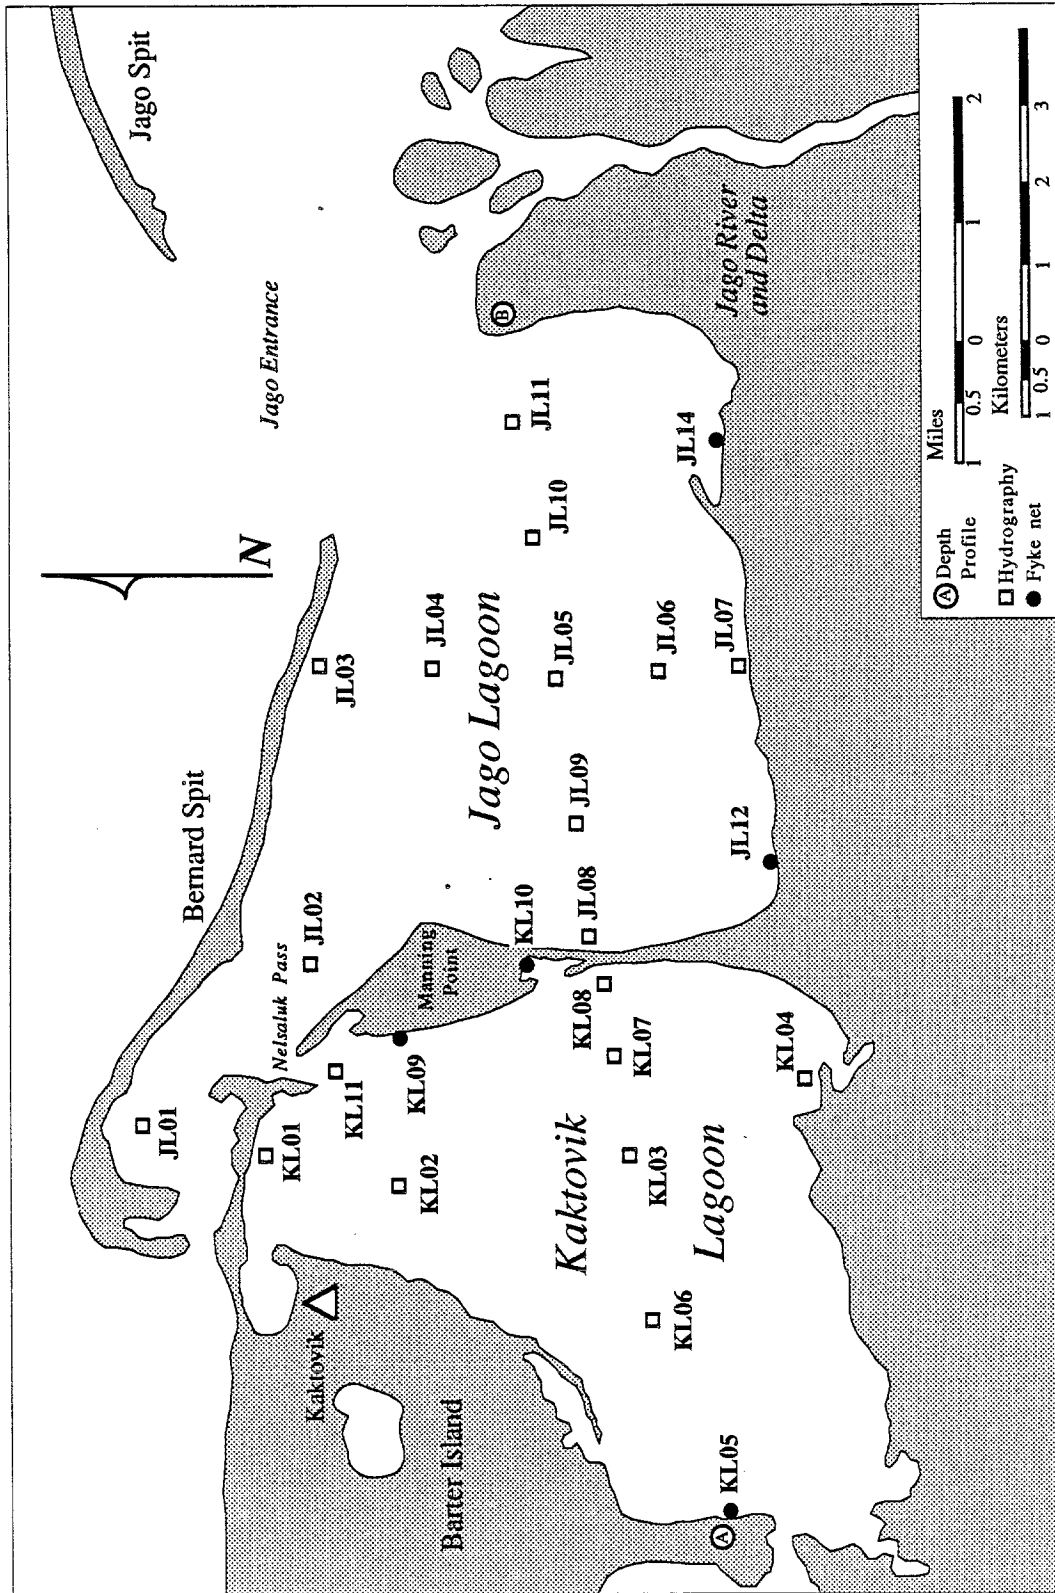 Jago Spit
Jago Entrance
Bernard Spit
N
Nelsaluk Pass
Jago Lagoon
Manning
Point
Jago River
and Delta
Kaktovik
Barter Island
Kaktovik
Lagoon
JL01
JL02
JL03
JL04
JL05
JL06
JL07
JL08
JL09
JL10
JL11
JL12
JL14
KL01
KL02
KL03
KL04
KL05
KL06
KL07
KL08
KL09
KL10
KL11
A
B
A Depth
Profile
Hydrography
Fyke net
Miles
1 0.5 0 1 2
Kilometers
1 0.5 0 1 2 3